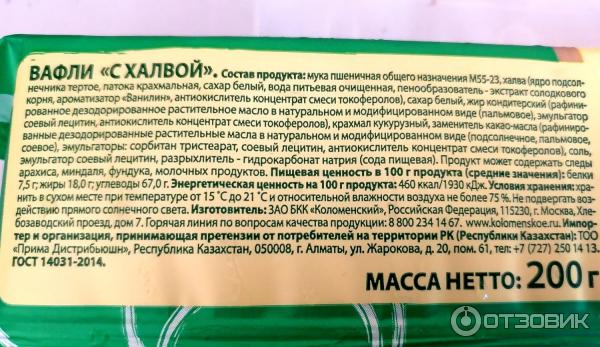 ВАФЛИ «С ХАЛВОЙ». Состав продукта: мука пшеничная общего назначения М55-23, халва (ядро подсол-
нечника тертое, патока крахмальная, сахар белый, вода питьевая очищенная, пенообразователь - экстракт солодкового
корня, ароматизатор «Ванилин», антиокислитель концентрат смеси токоферолов), сахар белый, жир кондитерский (рафини-
рованное дезодорированное растительное масло в натуральном и модифицированном виде (пальмовое), эмульгатор
соевый лецитин, антиокислитель концентрат смеси токоферолов), крахмал кукурузный, заменитель какао-масла (рафиниро-
ванные дезодорированные растительные масла в натуральном и модифицированном виде (подсолнечное, пальмовое,
соевое), эмульгаторы: сорбитан тристеарат, соевый лецитин, антиокислитель концентрат смеси токоферолов), соль,
эмульгатор соевый лецитин, разрыхлитель - гидрокарбонат натрия (сода пищевая). Продукт может содержать следы
арахиса, миндаля, фундука, молочных продуктов. Пищевая ценность в 100 г продукта (средние значения): белки
7,5 г; жиры 18,0 г; углеводы 67,0 г. Энергетическая ценность на 100 г продукта: 460 ккал/1930 кДж. Условия хранения: хра-
нить в сухом месте при температуре от 15 °С до 21 °С и относительной влажности воздуха не более 75 %. Не подвергать воз-
действию прямого солнечного света. Изготовитель: ЗАО БКК «Коломенский», Российская Федерация, 115230, г. Москва, Хле-
бозаводский проезд, дом 7. Горячая линия по вопросам качества продукции: 8 800 234 14 67. www.kolomenskoe.ru. Импор-
тер и организация, принимающая претензии от потребителей на территории РК (Республики Казахстан): ТОО
«Прима Дистрибьюшн», Республика Казахстан, 050008, г. Алматы, ул. Жарокова, д. 20, пом. 61, тел.: +7 (727) 250 14 13.
ГОСТ 14031-2014.
МАССА НЕТТО: 200 г
ОТЗОВИК